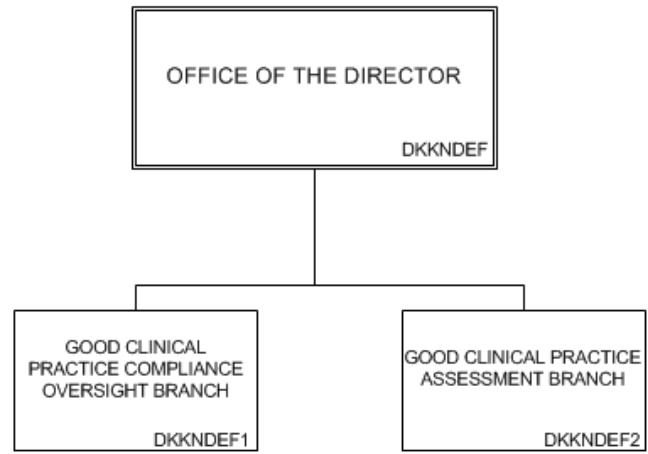 OFFICE OF THE DIRECTOR
DKKNDEF
GOOD CLINICAL
PRACTICE COMPLIANCE
OVERSIGHT BRANCH
DKKNDEF1
GOOD CLINICAL PRACTICE
ASSESSMENT BRANCH
DKKNDEF2